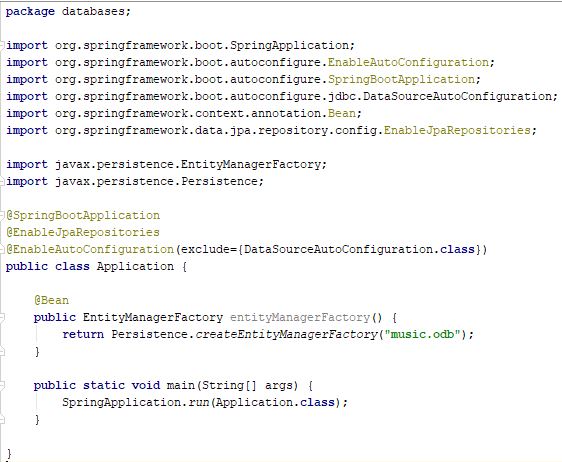 package databases;
import org.springframework.boot.SpringApplication;
import org.springframework.boot.autoconfigure.EnableAutoConfiguration;
import org.springframework.boot.autoconfigure.SpringBootApplication;
import org.springframework.boot.autoconfigure.jdbc.DataSourceAutoConfiguration;
import org.springframework.context.annotation.Bean;
import org.springframework.data.jpa.repository.config.EnableJpaRepositories;
import javax.persistence.EntityManagerFactory;
import javax.persistence.Persistence;
@SpringBootApplication
@EnableJpaRepositories
@EnableAutoConfiguration(exclude={DataSourceAutoConfiguration.class})
public class Application {
    @Bean
    public EntityManagerFactory entityManagerFactory() {
        return Persistence.createEntityManagerFactory("music.odb");
    }
    public static void main(String[] args) {
        SpringApplication.run(Application.class);
    }
}